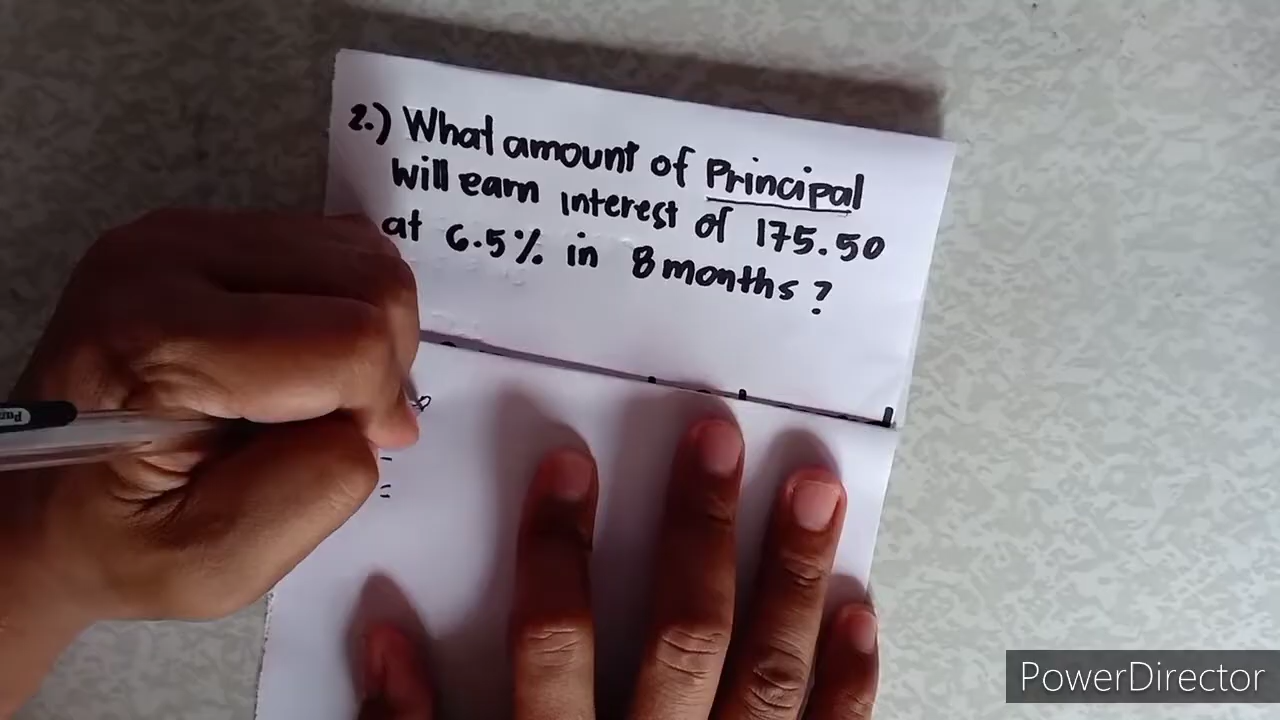 2.) What amount of Principal
will earn interest of 175.50
at 6.5% in 8 months?
=
=
PowerDirector